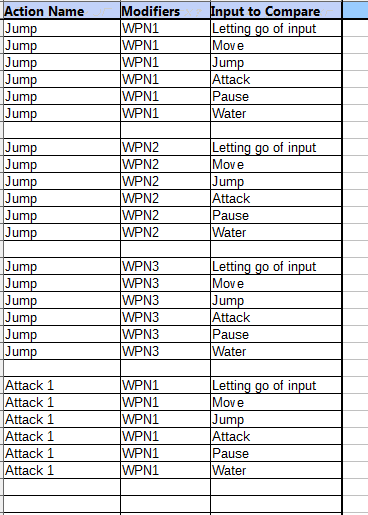 Action Name Modifiers Input to Compare
Jump WPN1 Letting go of input
Jump WPN1 Move
Jump WPN1 Jump
Jump WPN1 Attack
Jump WPN1 Pause
Jump WPN1 Water
Jump WPN2 Letting go of input
Jump WPN2 Move
Jump WPN2 Jump
Jump WPN2 Attack
Jump WPN2 Pause
Jump WPN2 Water
Jump WPN3 Letting go of input
Jump WPN3 Move
Jump WPN3 Jump
Jump WPN3 Attack
Jump WPN3 Pause
Jump WPN3 Water
Attack 1 WPN1 Letting go of input
Attack 1 WPN1 Move
Attack 1 WPN1 Jump
Attack 1 WPN1 Attack
Attack 1 WPN1 Pause
Attack 1 WPN1 Water